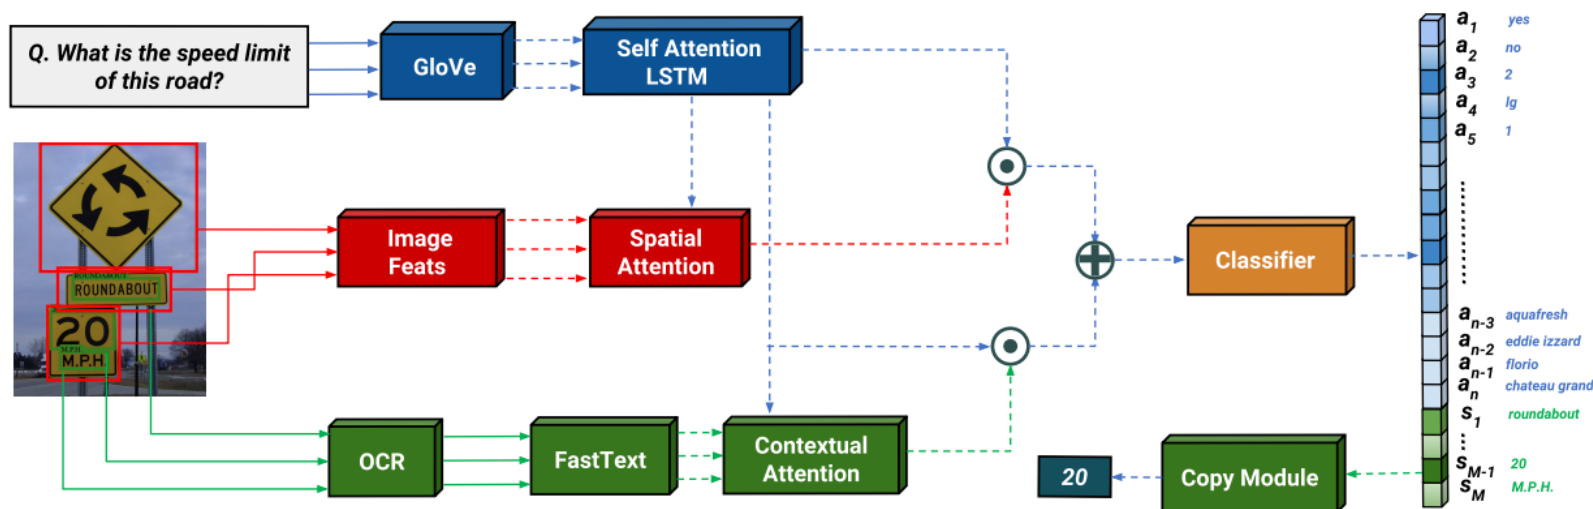 Q. What is the speed limit
of this road?
GloVe
Self Attention
LSTM
ROUNDABOUT
ROUNDABOUT
20
M.P.H.
M.P.H.
Image
Feats
Spatial
Attention
OCR
FastText
Contextual
Attention
Classifier
Copy Module
20
a1 yes
a2 no
a3 2
a4 lg
a5 1
an-3 aquafresh
an-2 eddie izzard
an-1 florio
an chateau grand
s1 roundabout
sM-1 20
sM M.P.H.